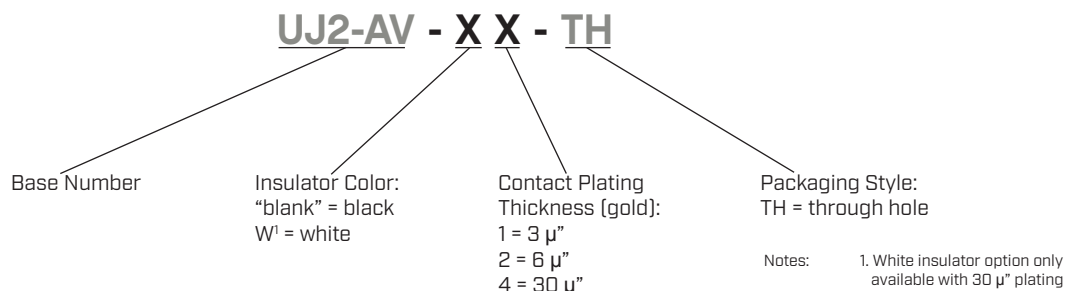 UJ2-AV - X X - TH
Base Number
Insulator Color:
“blank” = black
W¹ = white
Contact Plating
Thickness (gold):
1 = 3 µ”
2 = 6 µ”
4 = 30 µ”
Packaging Style:
TH = through hole
Notes: 1. White insulator option only
available with 30 µ” plating